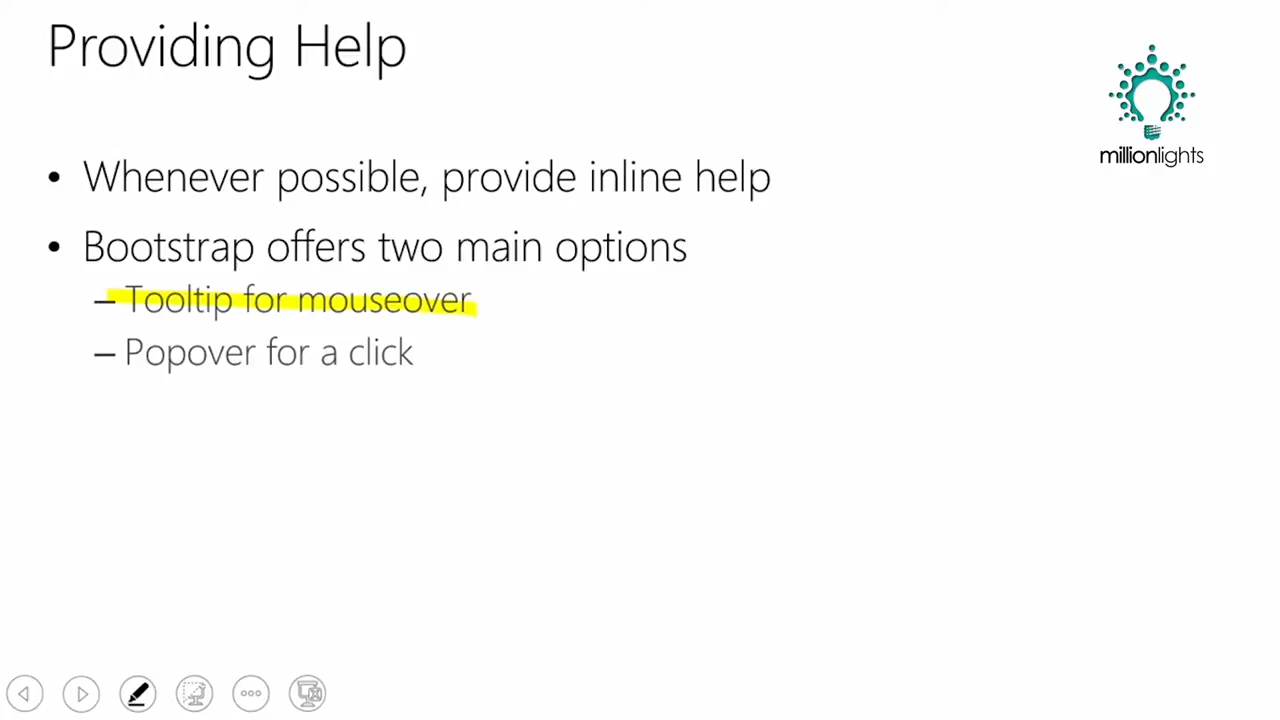 Providing Help
millionlights
• Whenever possible, provide inline help
• Bootstrap offers two main options
– Tooltip for mouseover
– Popover for a click